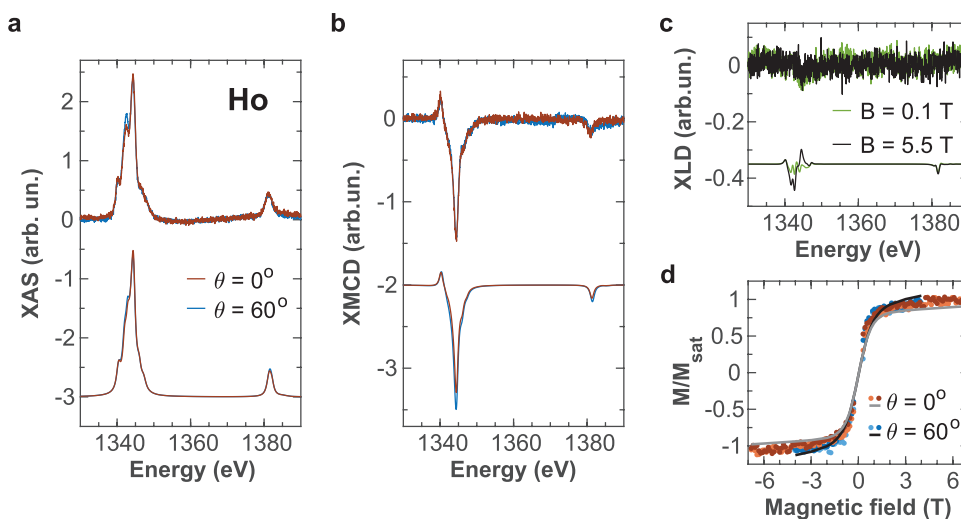 a
XAS (arb. un.)
2
1
0
-1
-2
-3
Ho
θ = 0°
θ = 60°
1340 1360 1380
Energy (eV)
b
XMCD (arb.un.)
0
-1
-2
-3
1340 1360 1380
Energy (eV)
c
XLD (arb.un.)
0
-0.2
-0.4
B = 0.1 T
B = 5.5 T
1340 1360 1380
Energy (eV)
d
M/Msat
1
0.5
0
-0.5
-1
θ = 0°
θ = 60°
-6 -3 0 3 6
Magnetic field (T)